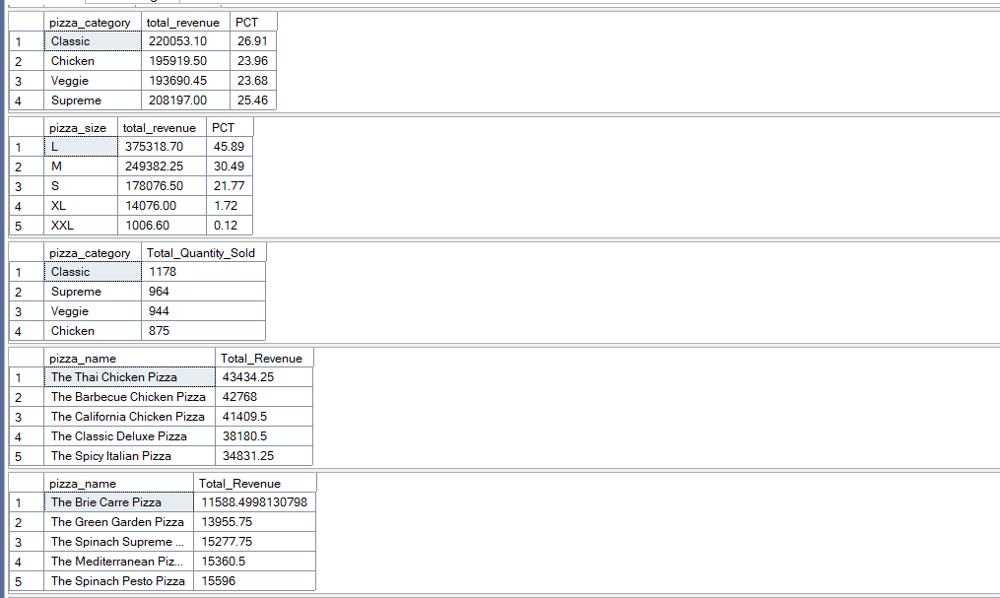 pizza_category total_revenue PCT
1 Classic 220053.10 26.91
2 Chicken 195919.50 23.96
3 Veggie 193690.45 23.68
4 Supreme 208197.00 25.46
pizza_size total_revenue PCT
1 L 375318.70 45.89
2 M 249382.25 30.49
3 S 178076.50 21.77
4 XL 14076.00 1.72
5 XXL 1006.60 0.12
pizza_category Total_Quantity_Sold
1 Classic 1178
2 Supreme 964
3 Veggie 944
4 Chicken 875
pizza_name Total_Revenue
1 The Thai Chicken Pizza 43434.25
2 The Barbecue Chicken Pizza 42768
3 The California Chicken Pizza 41409.5
4 The Classic Deluxe Pizza 38180.5
5 The Spicy Italian Pizza 34831.25
pizza_name Total_Revenue
1 The Brie Carre Pizza 11588.4998130798
2 The Green Garden Pizza 13955.75
3 The Spinach Supreme ... 15277.75
4 The Mediterranean Piz... 15360.5
5 The Spinach Pesto Pizza 15596